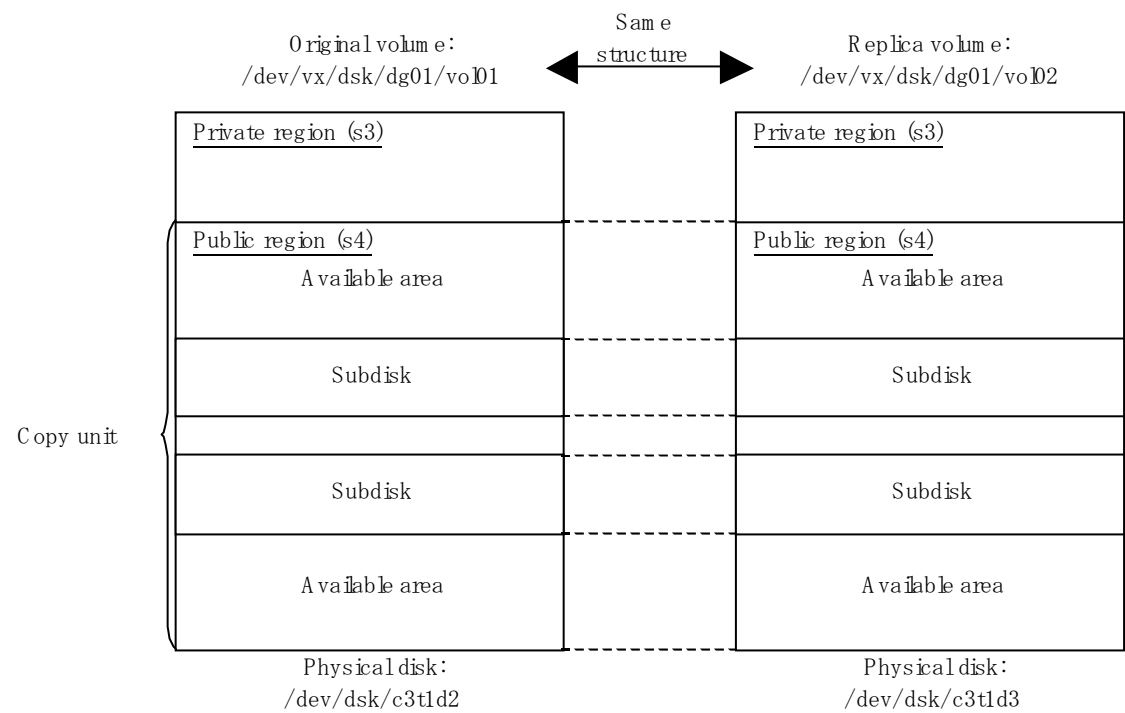 Same
structure
Original volume:
/dev/vx/dsk/dg01/vol01
Replica volume:
/dev/vx/dsk/dg01/vol02
Private region (s3)
Private region (s3)
Public region (s4)
Available area
Public region (s4)
Available area
Subdisk
Subdisk
Copy unit
Subdisk
Subdisk
Available area
Available area
Physical disk:
/dev/dsk/c3t1d2
Physical disk:
/dev/dsk/c3t1d3